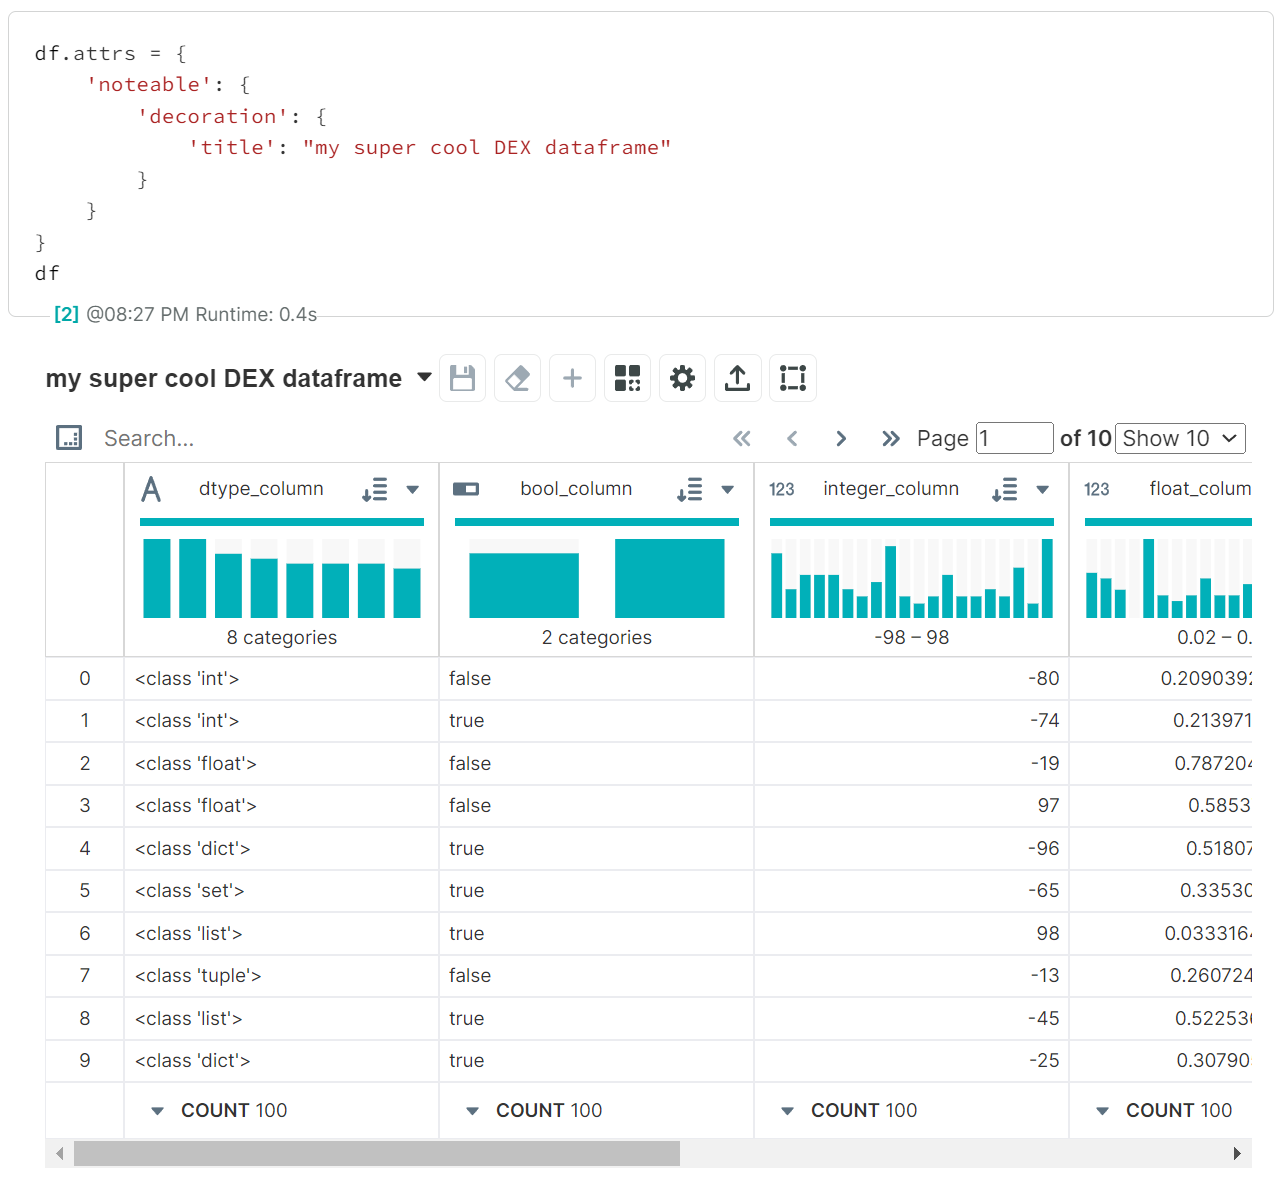 df.attrs = {
    'noteable': {
        'decoration': {
            'title': "my super cool DEX dataframe"
        }
    }
}
df
[2] @08:27 PM Runtime: 0.4s
my super cool DEX dataframe
Search... Page 1 of 10 Show 10
A dtype_column bool_column 123 integer_column 123 float_colum
8 categories 2 categories -98 – 98 0.02 – 0.
0 <class 'int'> false -80 0.2090392
1 <class 'int'> true -74 0.213971
2 <class 'float'> false -19 0.787204
3 <class 'float'> false 97 0.5853
4 <class 'dict'> true -96 0.51807
5 <class 'set'> true -65 0.33530
6 <class 'list'> true 98 0.0333164
7 <class 'tuple'> false -13 0.260724
8 <class 'list'> true -45 0.522530
9 <class 'dict'> true -25 0.30790
COUNT 100 COUNT 100 COUNT 100 COUNT 100